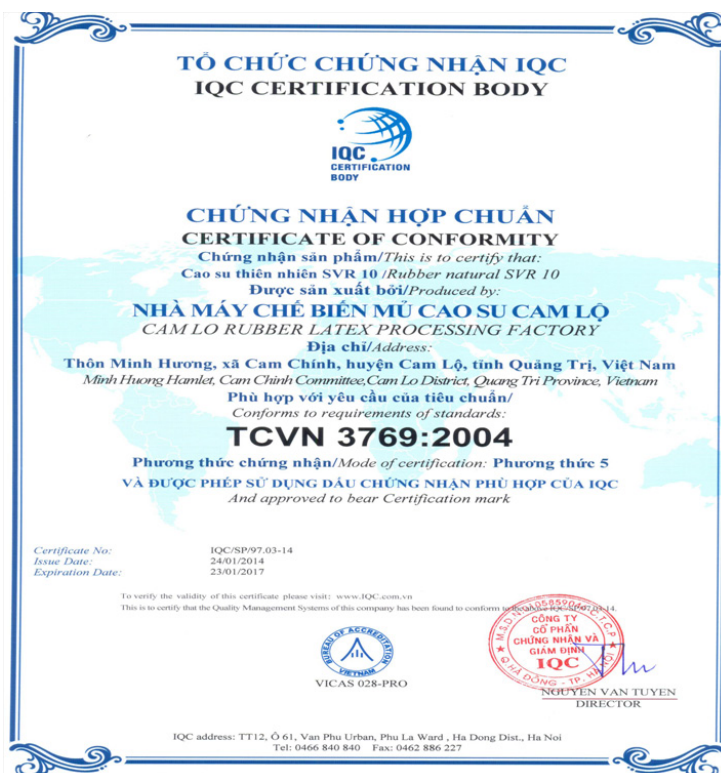 TỔ CHỨC CHỨNG NHẬN IQC
IQC CERTIFICATION BODY
IQC
CERTIFICATION
BODY
CHỨNG NHẬN HỢP CHUẨN
CERTIFICATE OF CONFORMITY
Chứng nhận sản phẩm/This is to certify that:
Cao su thiên nhiên SVR 10 /Rubber natural SVR 10
Được sản xuất bởi/Produced by:
NHÀ MÁY CHẾ BIẾN MỦ CAO SU CAM LỘ
CAM LO RUBBER LATEX PROCESSING FACTORY
Địa chỉ/Address:
Thôn Minh Hương, xã Cam Chính, huyện Cam Lộ, tỉnh Quảng Trị, Việt Nam
Minh Huong Hamlet, Cam Chinh Committee,Cam Lo District, Quang Tri Province, Vietnam
Phù hợp với yêu cầu của tiêu chuẩn/
Conforms to requirements of standards:
TCVN 3769:2004
Phương thức chứng nhận/Mode of certification: Phương thức 5
VÀ ĐƯỢC PHÉP SỬ DỤNG DẤU CHỨNG NHẬN PHÙ HỢP CỦA IQC
And approved to bear Certification mark
Certificate No: IQC/SP/97.03-14
Issue Date: 24/01/2014
Expiration Date: 23/01/2017
To verify the validity of this certificate please visit: www.IQC.com.vn
This is to certify that the Quality Management Systems of this company has been found to conform
BUREAU OF ACCREDITATION
VIETNAM
VICAS 028-PRO
CÔNG TY
CỔ PHẦN
CHỨNG NHẬN VÀ
GIÁM ĐỊNH
IQC
Q HÀ ĐÔNG - TP. HÀ NỘI
NGUYEN VAN TUYEN
DIRECTOR
IQC address: TT12, Ô 61, Van Phu Urban, Phu La Ward , Ha Dong Dist., Ha Noi
Tel: 0466 840 840 Fax: 0462 886 227